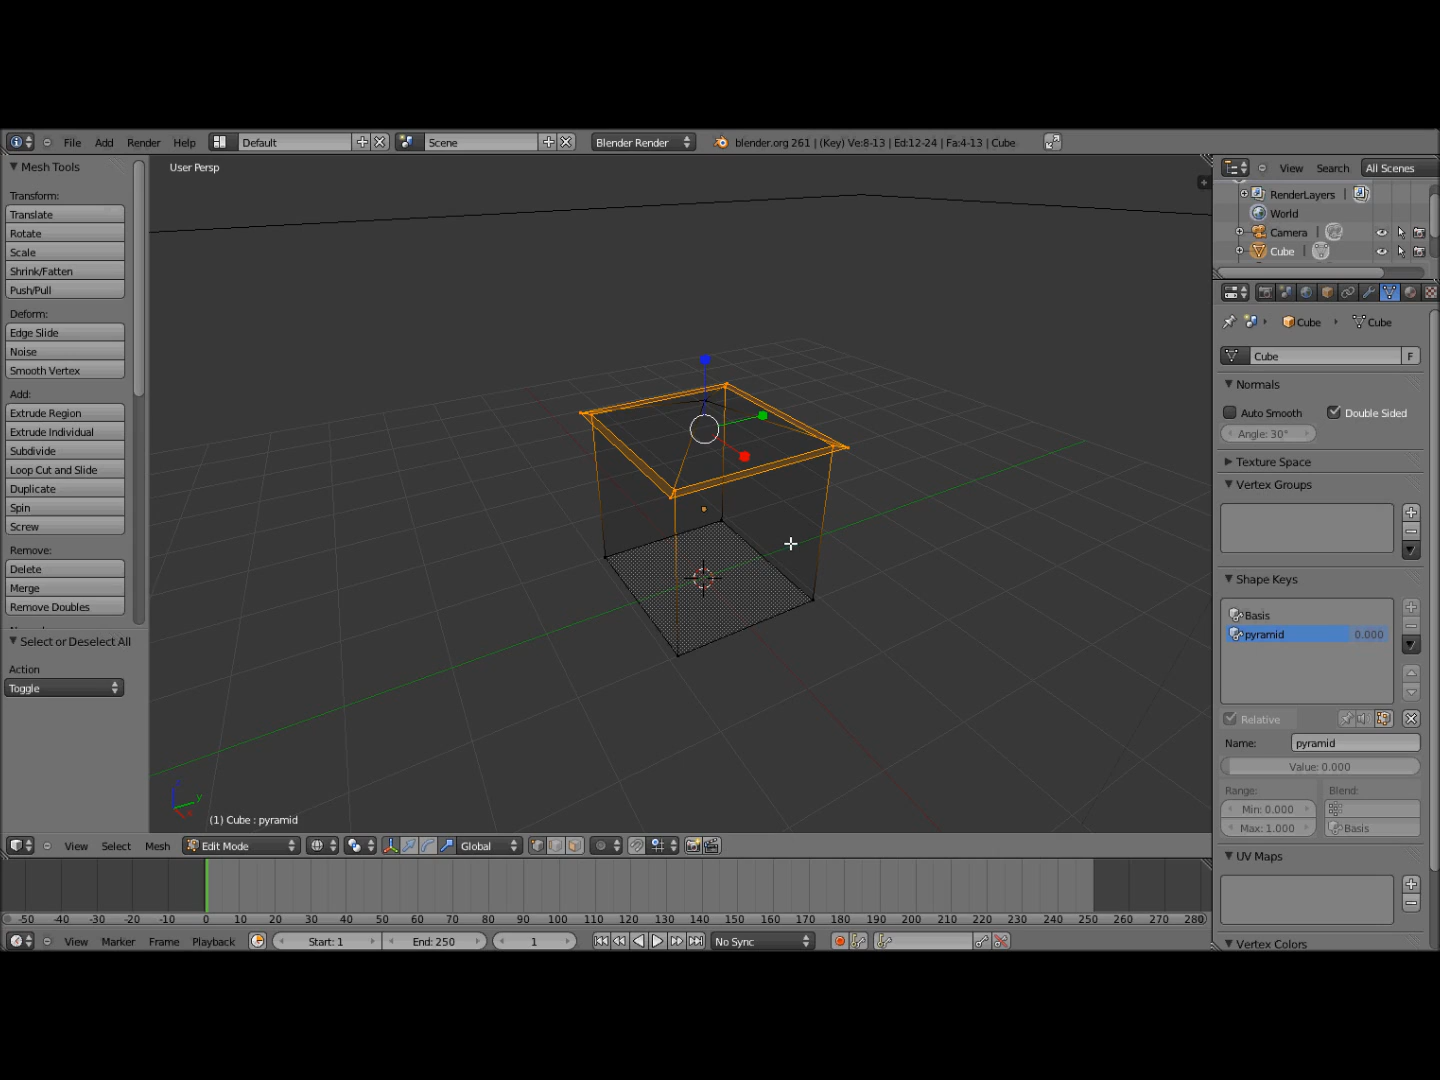 File Add Render Help Default Scene Blender Render blender.org 261 | (Key) Ve:8-13 | Ed:12-24 | Fa:4-13 | Cube
Mesh Tools
Transform:
Translate
Rotate
Scale
Shrink/Fatten
Push/Pull
Deform:
Edge Slide
Noise
Smooth Vertex
Add:
Extrude Region
Extrude Individual
Subdivide
Loop Cut and Slide
Duplicate
Spin
Screw
Remove:
Delete
Merge
Remove Doubles
Select or Deselect All
Action
Toggle
User Persp
y
(1) Cube : pyramid
View Select Mesh Edit Mode Global
-50 -40 -30 -20 -10 0 10 20 30 40 50 60 70 80 90 100 110 120 130 140 150 160 170 180 190 200 210 220 230 240 250 260 270 280
View Marker Frame Playback Start: 1 End: 250 1 No Sync
View Search All Scenes
RenderLayers |
World
Camera |
Cube |
Cube Cube
Cube F
Normals
Auto Smooth Double Sided
Angle: 30°
Texture Space
Vertex Groups
Shape Keys
Basis
pyramid 0.000
Relative
Name: pyramid
Value: 0.000
Range: Blend:
Min: 0.000
Max: 1.000 Basis
UV Maps
Vertex Colors